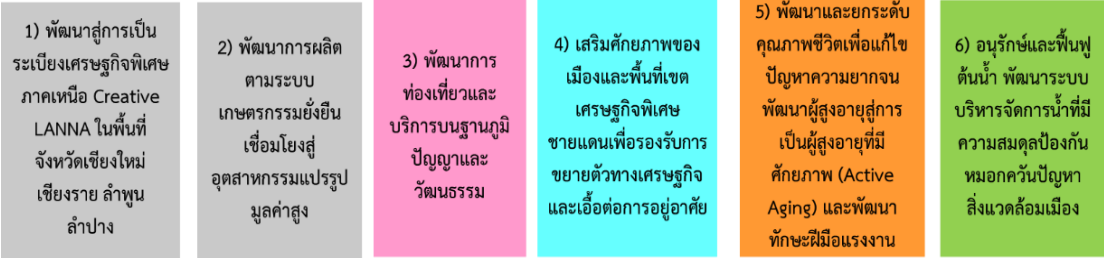 1) พัฒนาสู่การเป็น
ระเบียงเศรษฐกิจพิเศษ
ภาคเหนือ Creative
LANNA ในพื้นที่
จังหวัดเชียงใหม่
เชียงราย ลำพูน
ลำปาง
2) พัฒนาการผลิต
ตามระบบ
เกษตรกรรมยั่งยืน
เชื่อมโยงสู่
อุตสาหกรรมแปรรูป
มูลค่าสูง
3) พัฒนาการ
ท่องเที่ยวและ
บริการบนฐานภูมิ
ปัญญาและ
วัฒนธรรม
4) เสริมศักยภาพของ
เมืองและพื้นที่เขต
เศรษฐกิจพิเศษ
ชายแดนเพื่อรองรับการ
ขยายตัวทางเศรษฐกิจ
และเอื้อต่อการอยู่อาศัย
5) พัฒนาและยกระดับ
คุณภาพชีวิตเพื่อแก้ไข
ปัญหาความยากจน
พัฒนาผู้สูงอายุสู่การ
เป็นผู้สูงอายุที่มี
ศักยภาพ (Active
Aging) และพัฒนา
ทักษะฝีมือแรงงาน
6) อนุรักษ์และฟื้นฟู
ต้นน้ำ พัฒนาระบบ
บริหารจัดการน้ำที่มี
ความสมดุลป้องกัน
หมอกควันปัญหา
สิ่งแวดล้อมเมือง